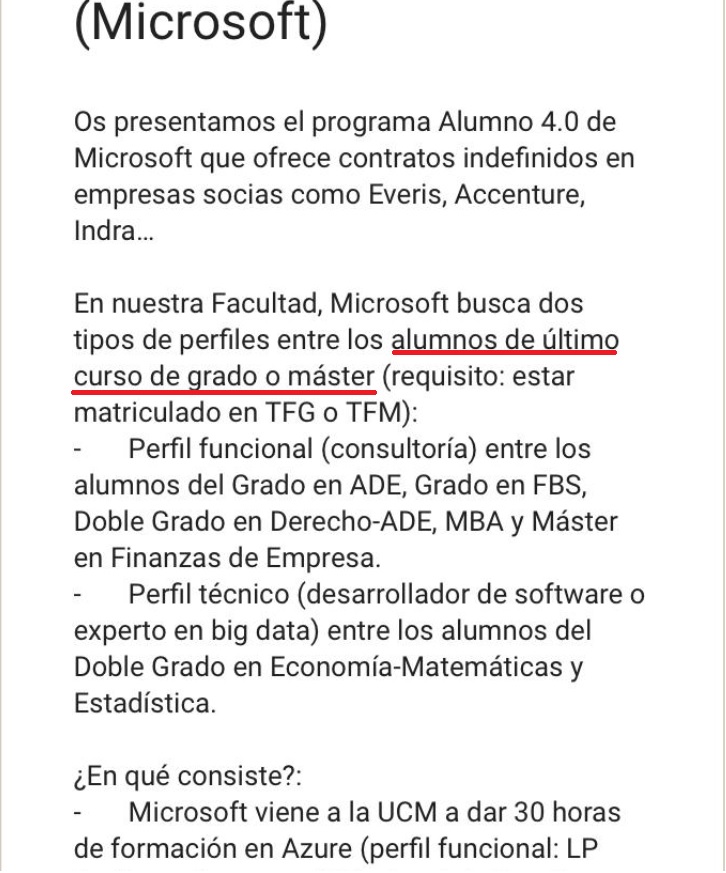 (Microsoft)
Os presentamos el programa Alumno 4.0 de
Microsoft que ofrece contratos indefinidos en
empresas socias como Everis, Accenture,
Indra...
En nuestra Facultad, Microsoft busca dos
tipos de perfiles entre los alumnos de último
curso de grado o máster (requisito: estar
matriculado en TFG o TFM):
- Perfil funcional (consultoría) entre los
alumnos del Grado en ADE, Grado en FBS,
Doble Grado en Derecho-ADE, MBA y Máster
en Finanzas de Empresa.
- Perfil técnico (desarrollador de software o
experto en big data) entre los alumnos del
Doble Grado en Economía-Matemáticas y
Estadística.
¿En qué consiste?:
- Microsoft viene a la UCM a dar 30 horas
de formación en Azure (perfil funcional: LP